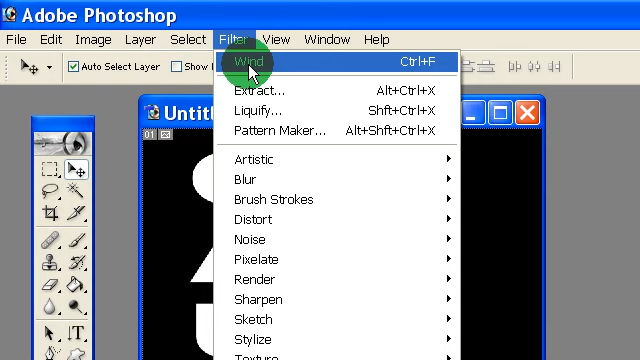 Adobe Photoshop
File Edit Image Layer Select Filter View Window Help
Auto Select Layer Show
Wind Ctrl+F
Extract... Alt+Ctrl+X
Liquify... Shft+Ctrl+X
Pattern Maker... Alt+Shft+Ctrl+X
Artistic
Blur
Brush Strokes
Distort
Noise
Pixelate
Render
Sharpen
Sketch
Stylize
Texture
Untitl
01